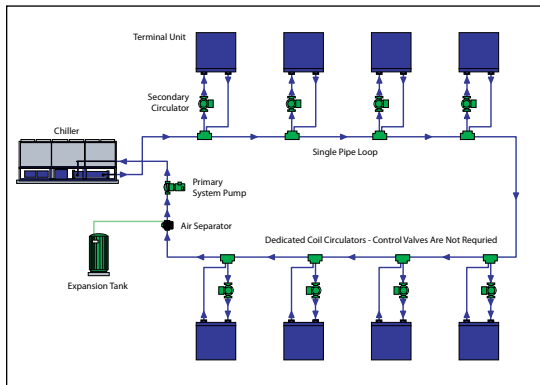 Terminal Unit
Secondary
Circulator
Chiller
Single Pipe Loop
Primary
System Pump
Air Separator
Dedicated Coil Circulators - Control Valves Are Not Requried
Expansion Tank